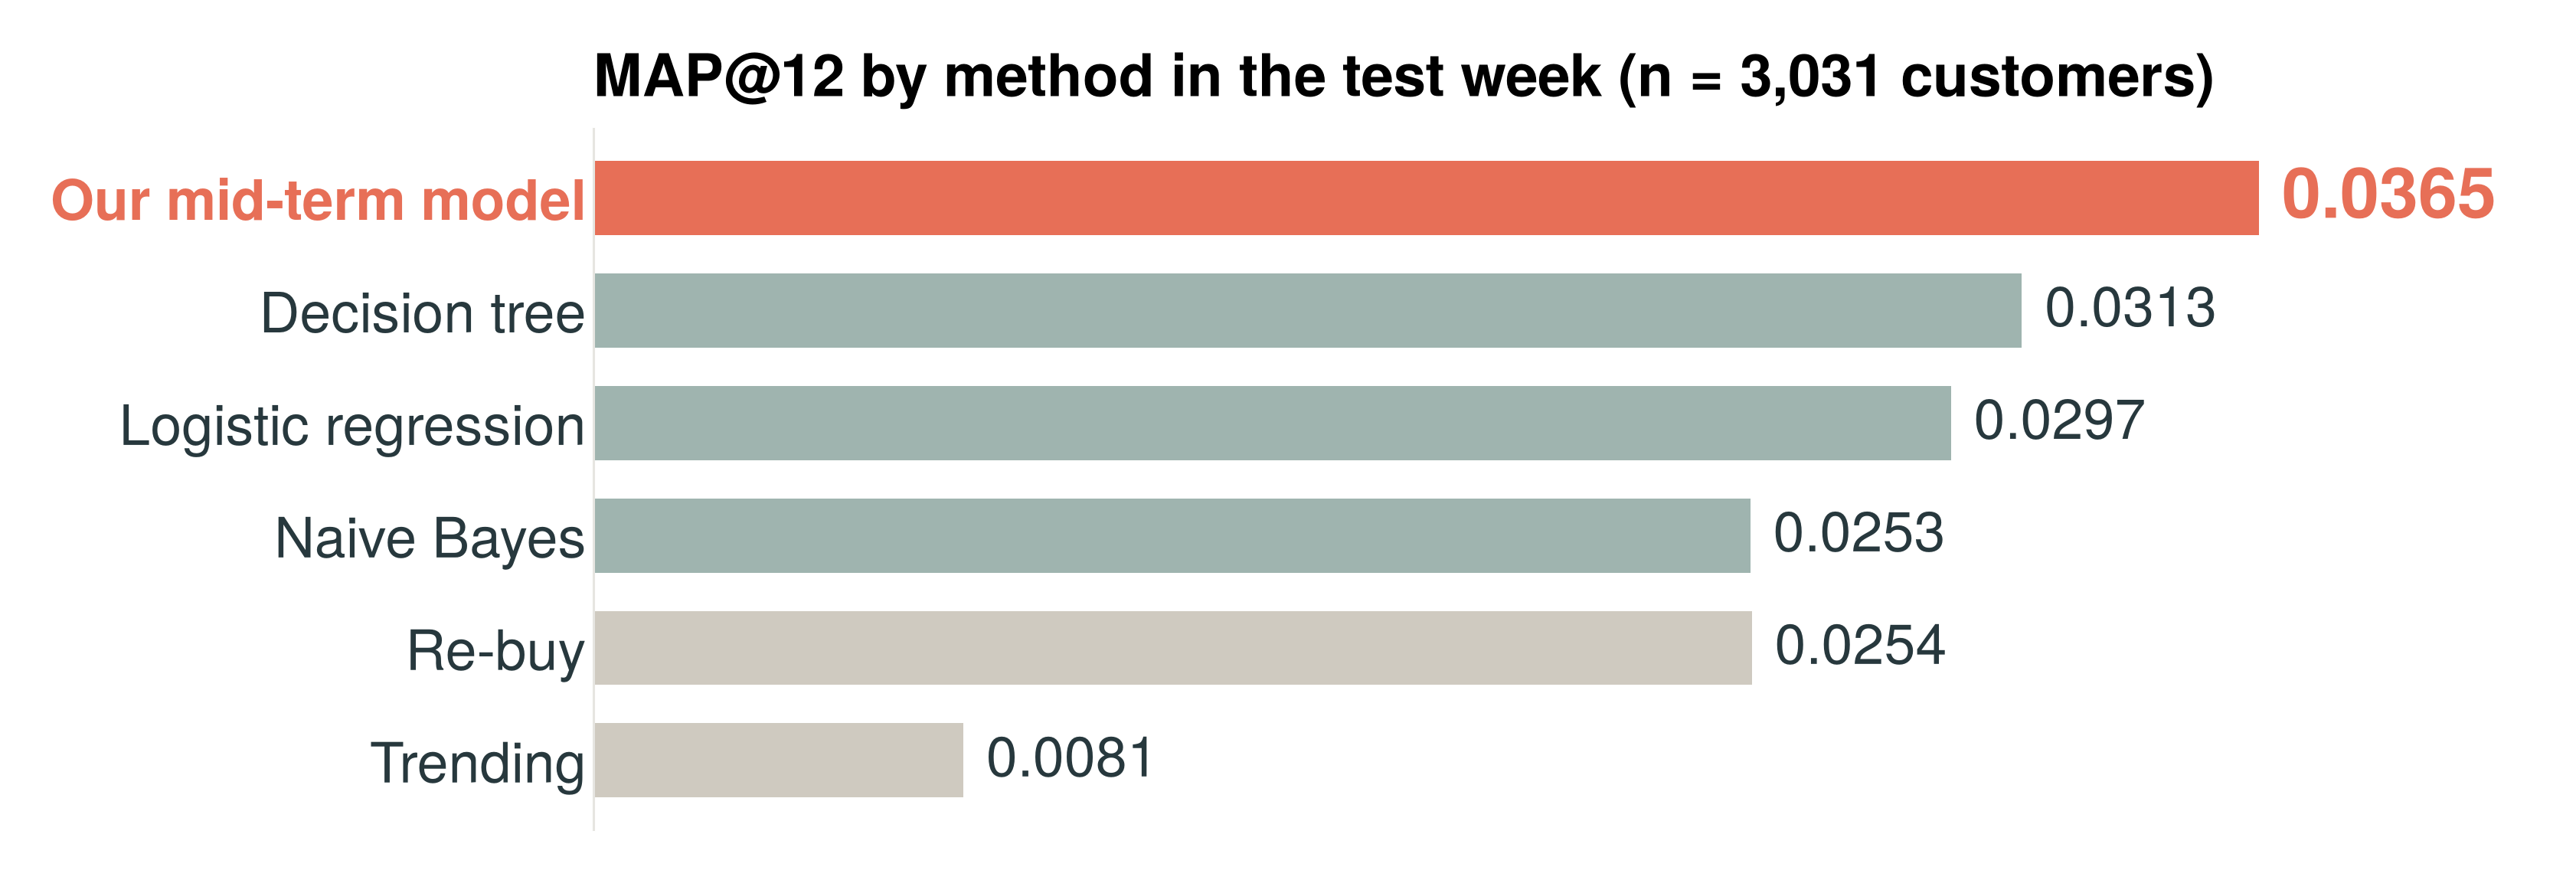 MAP@12 by method in the test week (n = 3,031 customers)
Our mid-term model 0.0365
Decision tree 0.0313
Logistic regression 0.0297
Naive Bayes 0.0253
Re-buy 0.0254
Trending 0.0081